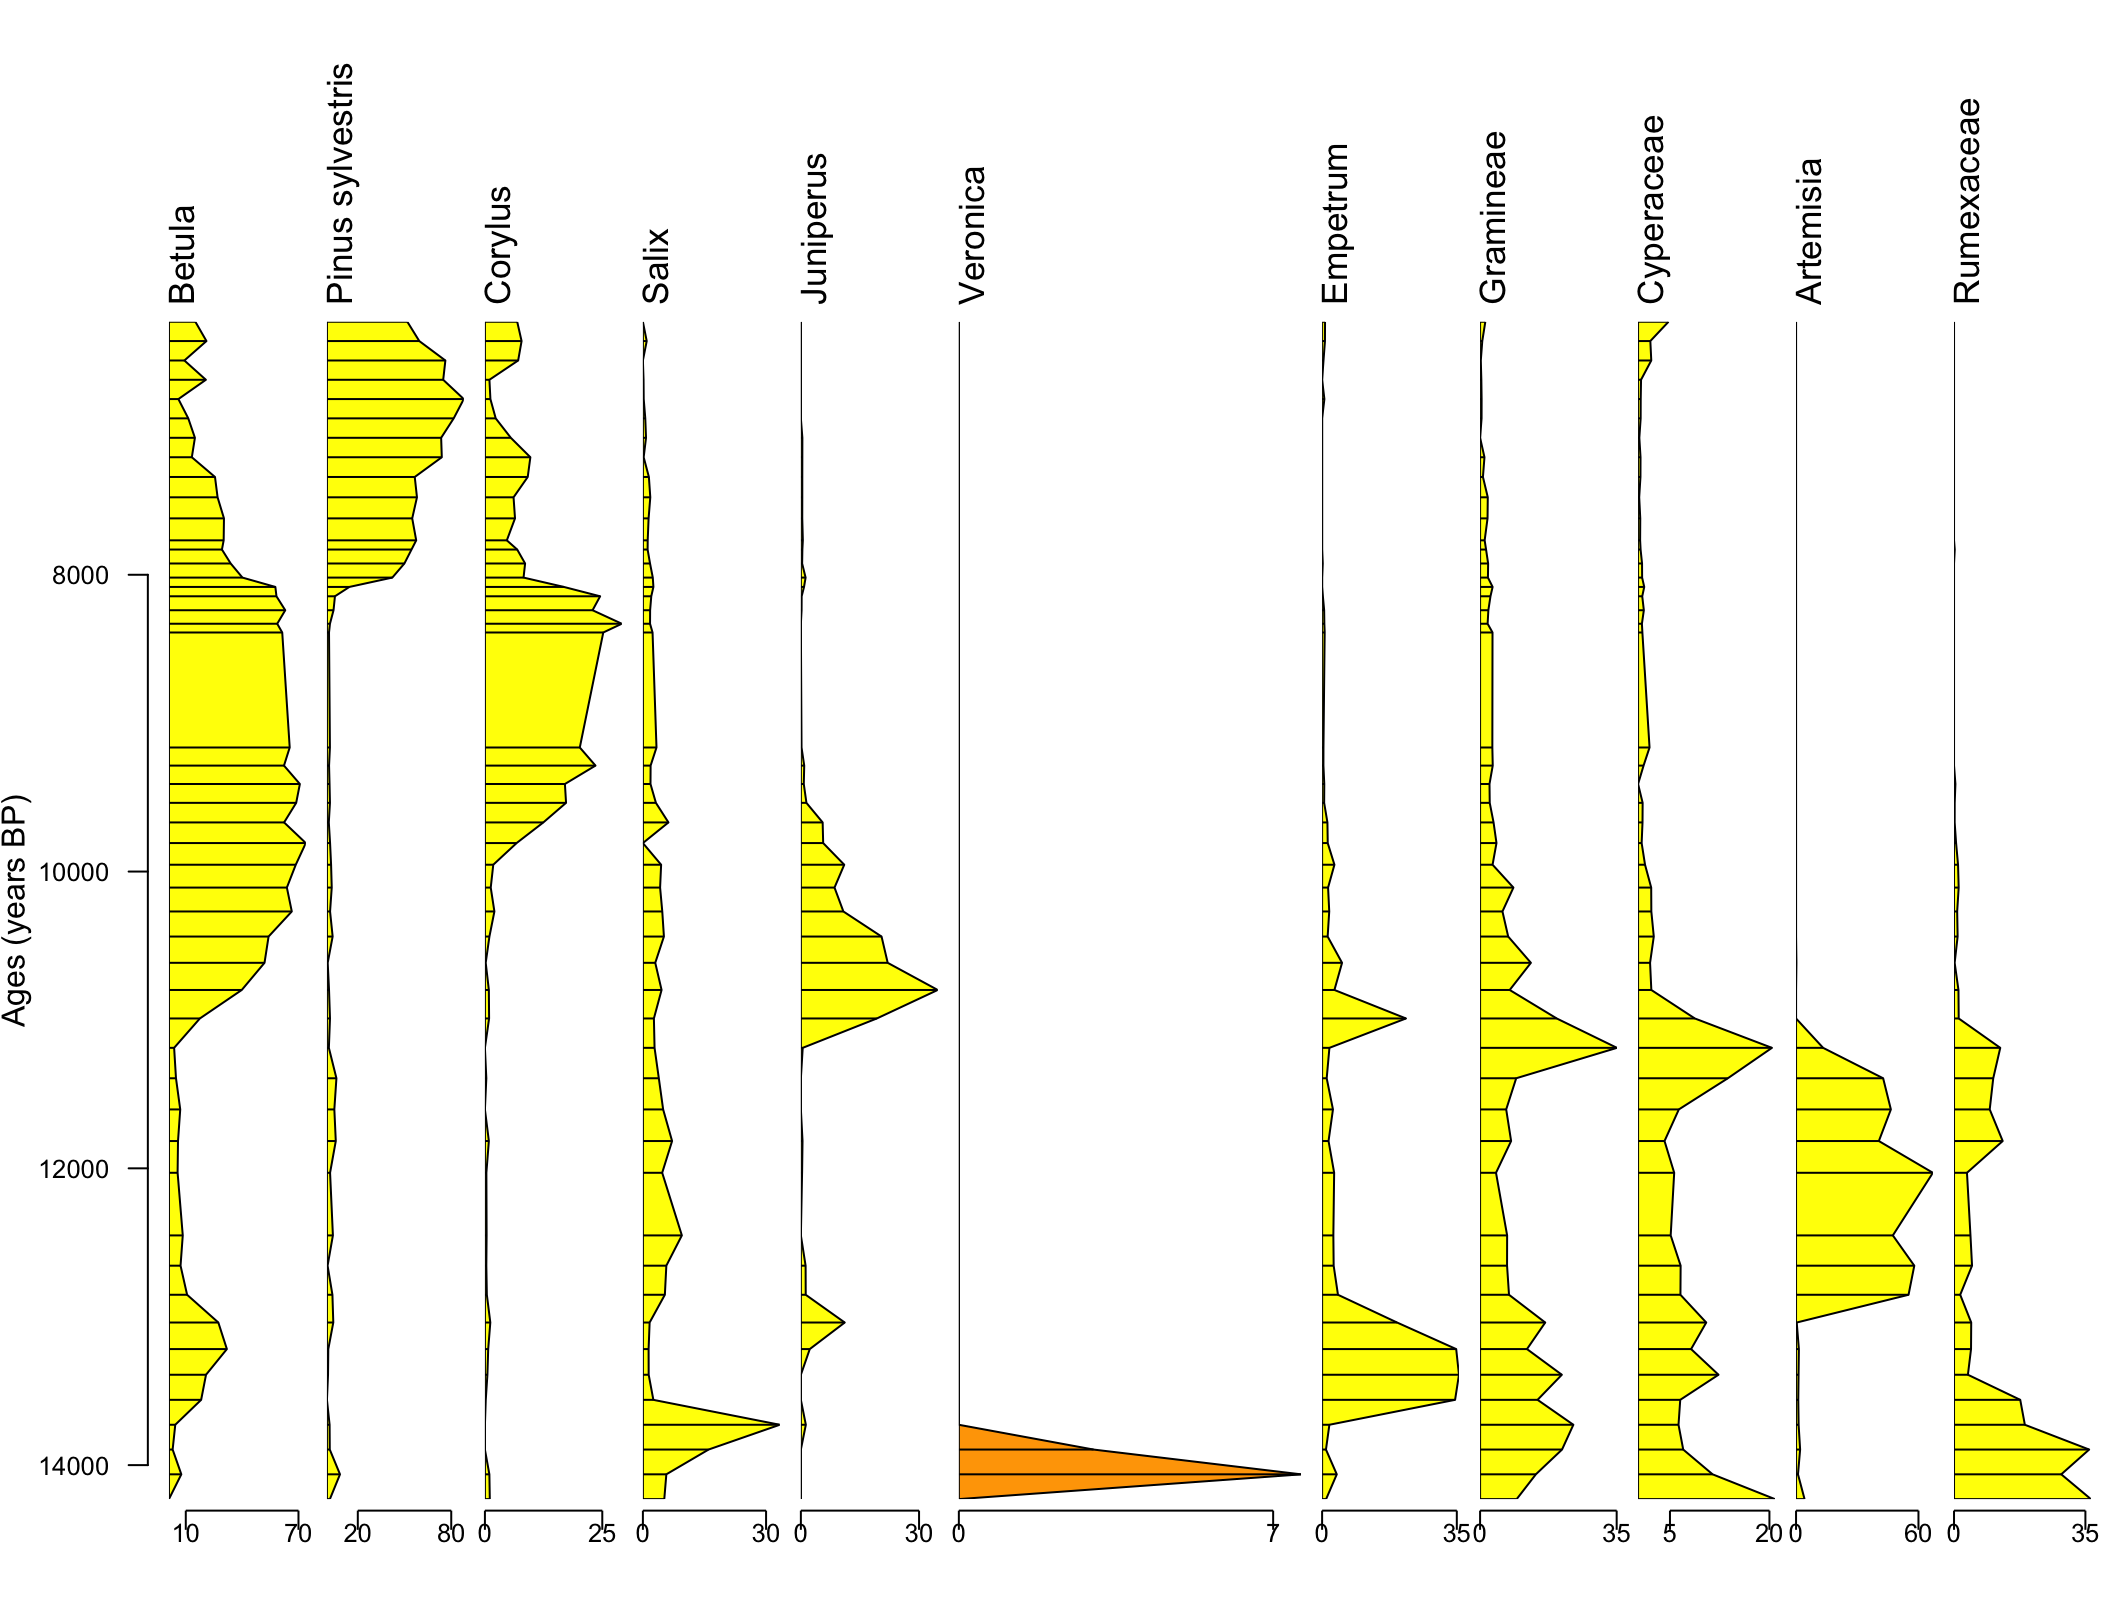 Betula
Pinus sylvestris
Corylus
Salix
Juniperus
Veronica
Empetrum
Gramineae
Cyperaceae
Artemisia
Rumexaceae
Ages (years BP)
8000
10000
12000
14000
10 70 20 80 0 25 0 30 0 30 0 7 0 35 0 35 5 20 0 60 0 35